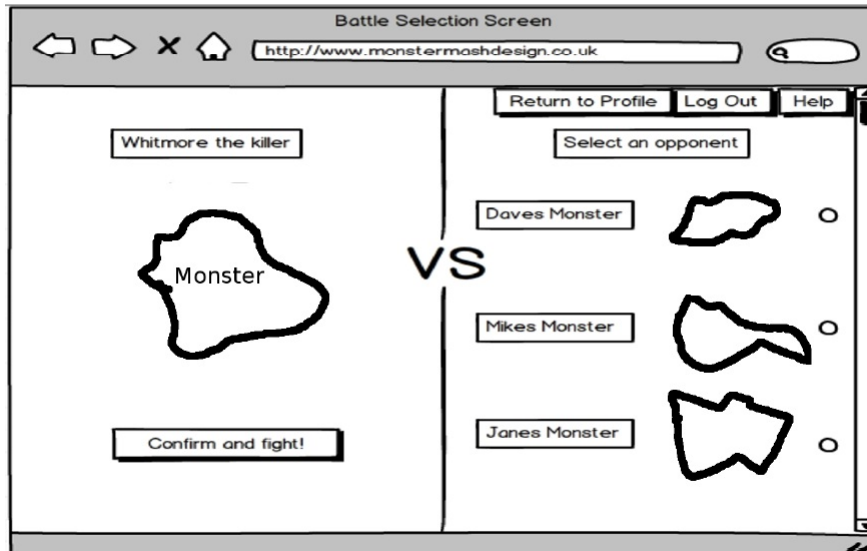 Battle Selection Screen
http://www.monstermashdesign.co.uk
Return to Profile
Log Out
Help
Whitmore the killer
Select an opponent
Daves Monster
Monster
VS
Mikes Monster
Janes Monster
Confirm and fight!